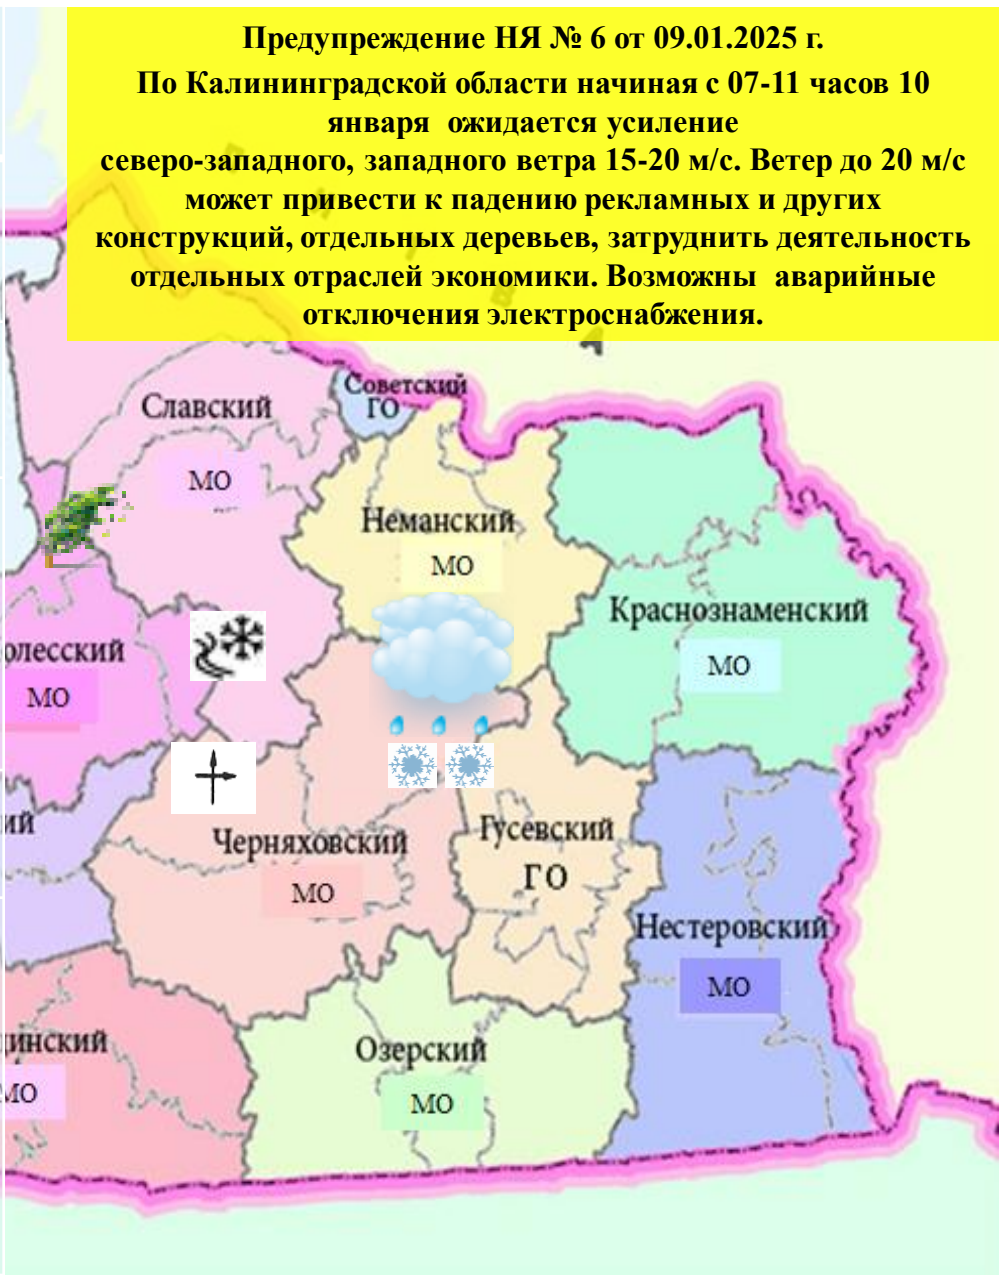 Предупреждение НЯ № 6 от 09.01.2025 г.
По Калининградской области начиная с 07-11 часов 10
января ожидается усиление
северо-западного, западного ветра 15-20 м/с. Ветер до 20 м/с
может привести к падению рекламных и других
конструкций, отдельных деревьев, затруднить деятельность
отдельных отраслей экономики. Возможны аварийные
отключения электроснабжения.
Советский
ГО
Славский
МО
Неманский
МО
Краснознаменский
МО
олесский
МО
ий
Черняховский
МО
Гусевский
ГО
Нестеровский
МО
динский
МО
Озерский
МО